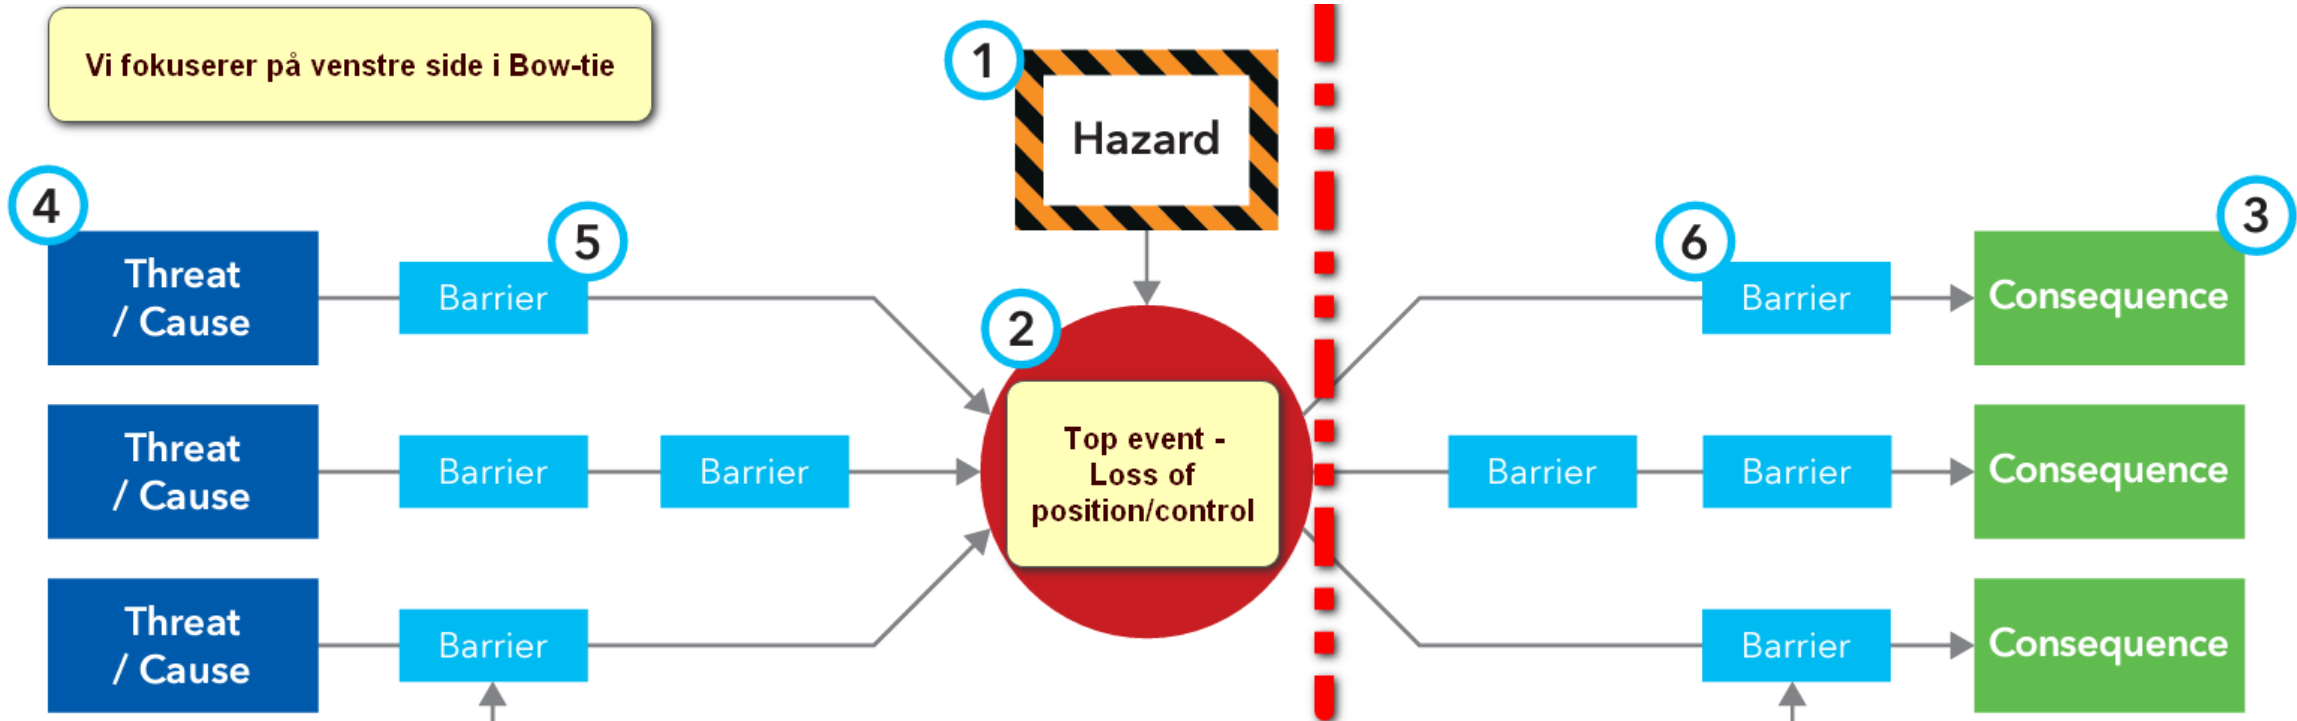 Vi fokuserer på venstre side i Bow-tie
1
Hazard
4
Threat
/ Cause
5
Barrier
2
6
Barrier
3
Consequence
Top event -
Loss of
position/control
Threat
/ Cause
Barrier
Barrier
Barrier
Barrier
Consequence
Threat
/ Cause
Barrier
Barrier
Consequence